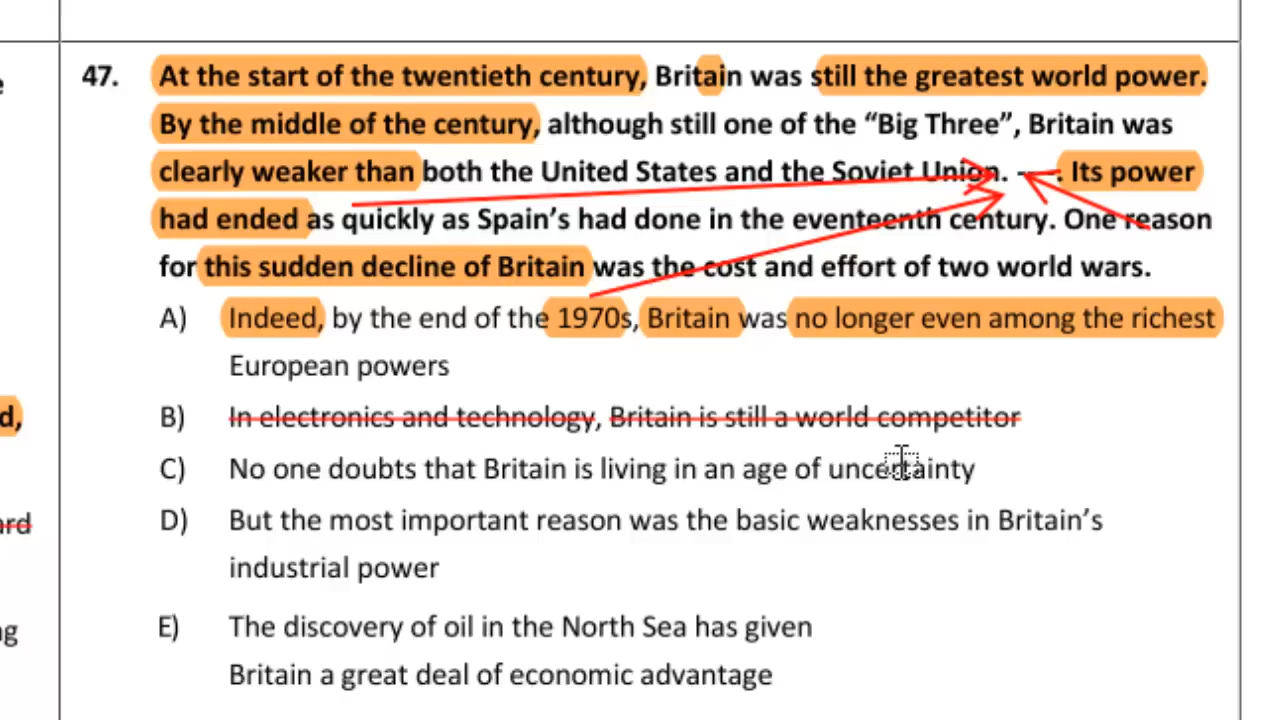 e
47. At the start of the twentieth century, Britain was still the greatest world power.
By the middle of the century, although still one of the “Big Three”, Britain was
clearly weaker than both the United States and the Soviet Union. ----. Its power
had ended as quickly as Spain’s had done in the eventeenth century. One reason
for this sudden decline of Britain was the cost and effort of two world wars.
A) Indeed, by the end of the 1970s, Britain was no longer even among the richest
European powers
d,
B) In electronics and technology, Britain is still a world competitor
C) No one doubts that Britain is living in an age of uncertainty
ard
D) But the most important reason was the basic weaknesses in Britain’s
industrial power
ng
E) The discovery of oil in the North Sea has given
Britain a great deal of economic advantage